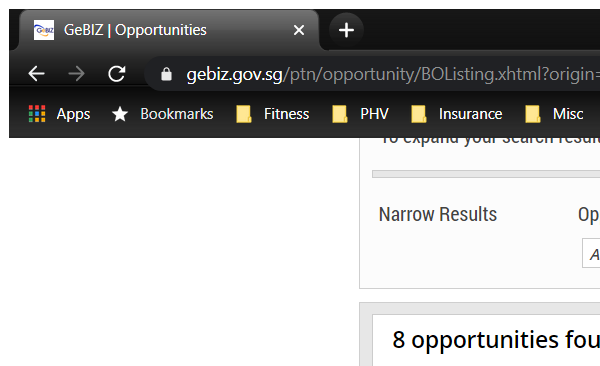 GeBIZ GeBIZ | Opportunities
gebiz.gov.sg/ptn/opportunity/BOListing.xhtml?origin=
Apps Bookmarks Fitness PHV Insurance Misc
To expand your search result
Narrow Results Op
A
8 opportunities fou